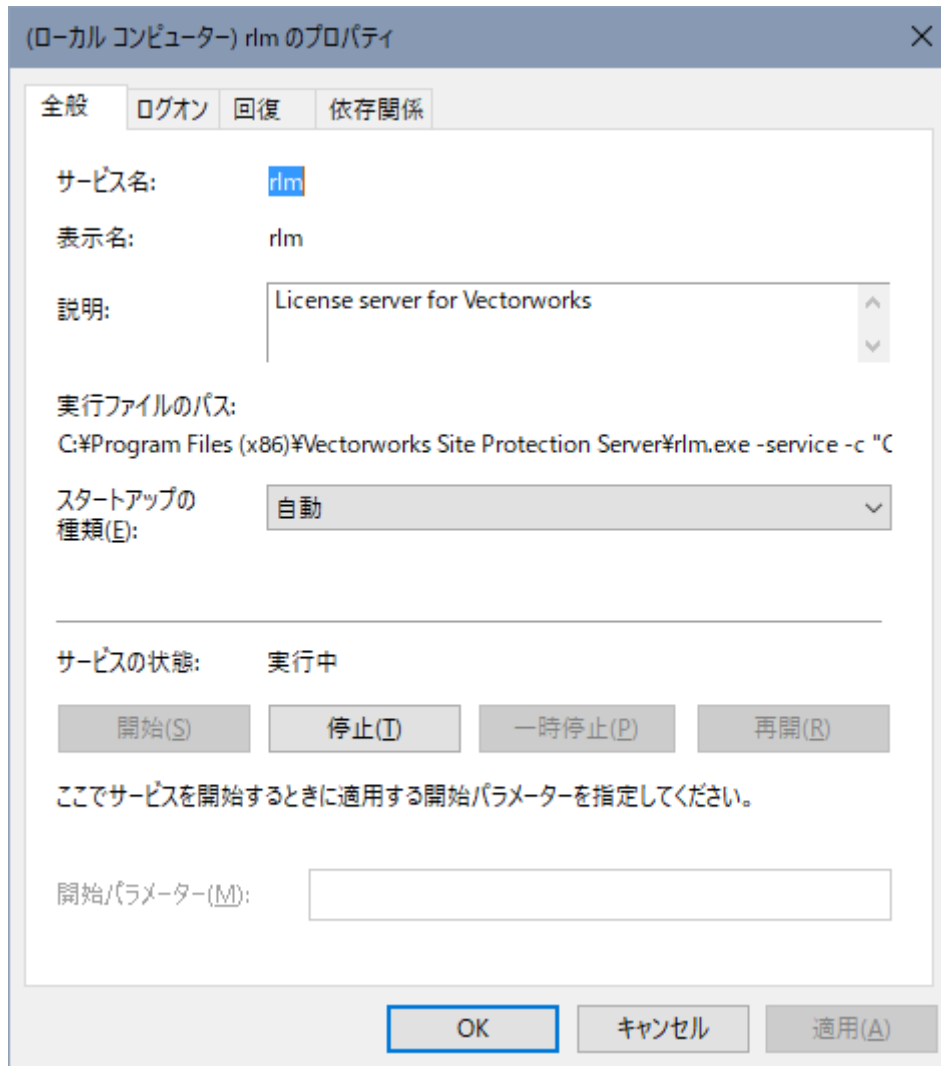 (ローカル コンピューター) rlm のプロパティ
全般 ログオン 回復 依存関係
サービス名: rlm
表示名: rlm
説明: License server for Vectorworks
実行ファイルのパス:
C:¥Program Files (x86)¥Vectorworks Site Protection Server¥rlm.exe -service -c "C
スタートアップの
種類(E): 自動
サービスの状態: 実行中
開始(S) 停止(T) 一時停止(P) 再開(R)
ここでサービスを開始するときに適用する開始パラメーターを指定してください。
開始パラメーター(M):
OK キャンセル 適用(A)